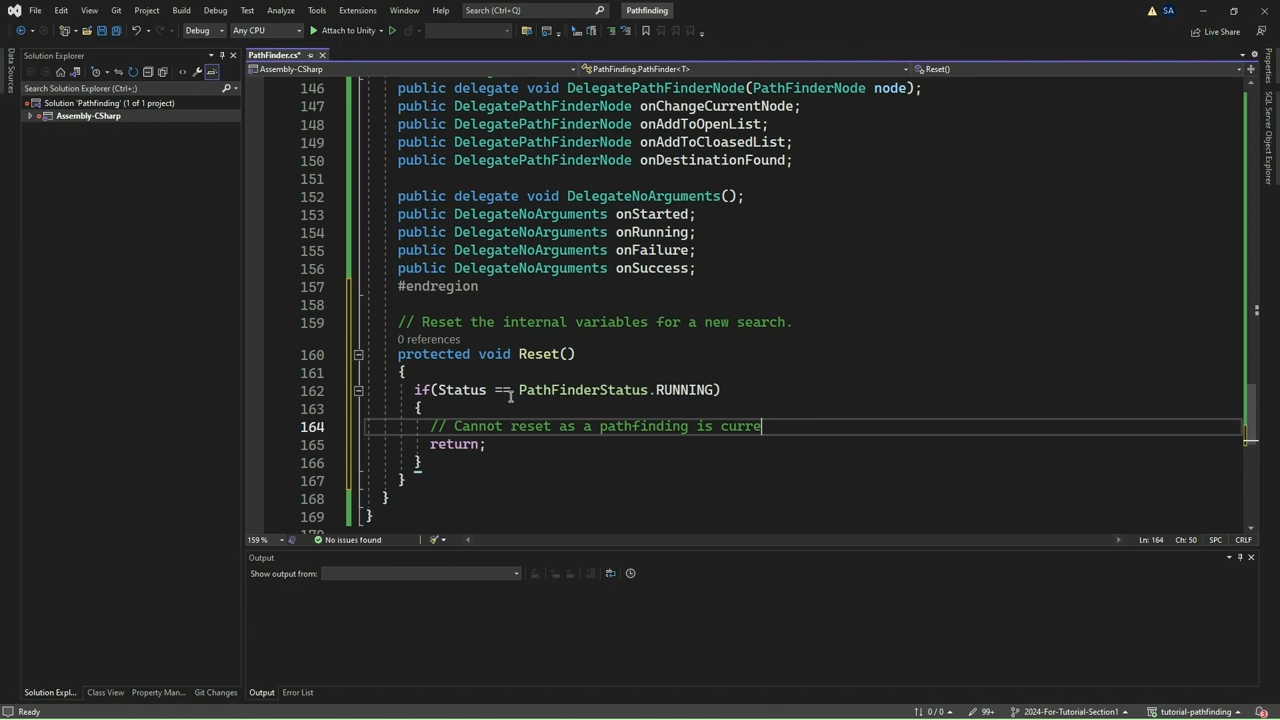 File Edit View Git Project Build Debug Test Analyze Tools Extensions Window Help Search (Ctrl+Q) Pathfinding SA
Debug Any CPU Attach to Unity Live Share
Data Sources
Solution Explorer
Search Solution Explorer (Ctrl+;)
Solution 'Pathfinding' (1 of 1 project)
Assembly-CSharp
PathFinder.cs*
Assembly-CSharp PathFinding.PathFinder<T> Reset()
146 public delegate void DelegatePathFinderNode(PathFinderNode node);
147 public DelegatePathFinderNode onChangeCurrentNode;
148 public DelegatePathFinderNode onAddToOpenList;
149 public DelegatePathFinderNode onAddToCloasedList;
150 public DelegatePathFinderNode onDestinationFound;
151
152 public delegate void DelegateNoArguments();
153 public DelegateNoArguments onStarted;
154 public DelegateNoArguments onRunning;
155 public DelegateNoArguments onFailure;
156 public DelegateNoArguments onSuccess;
157 #endregion
158
159 // Reset the internal variables for a new search.
0 references
160 protected void Reset()
161 {
162 if(Status == PathFinderStatus.RUNNING)
163 {
164 // Cannot reset as a pathfinding is curre
165 return;
166 }
167 }
168 }
169 }
159 % No issues found Ln: 164 Ch: 50 SPC CRLF
Output
Show output from:
Properties
SQL Server Object Explorer
Solution Expl... Class View Property Man... Git Changes Output Error List
Ready 0 / 0 99+ 2024-For-Tutorial-Section1 tutorial-pathfinding